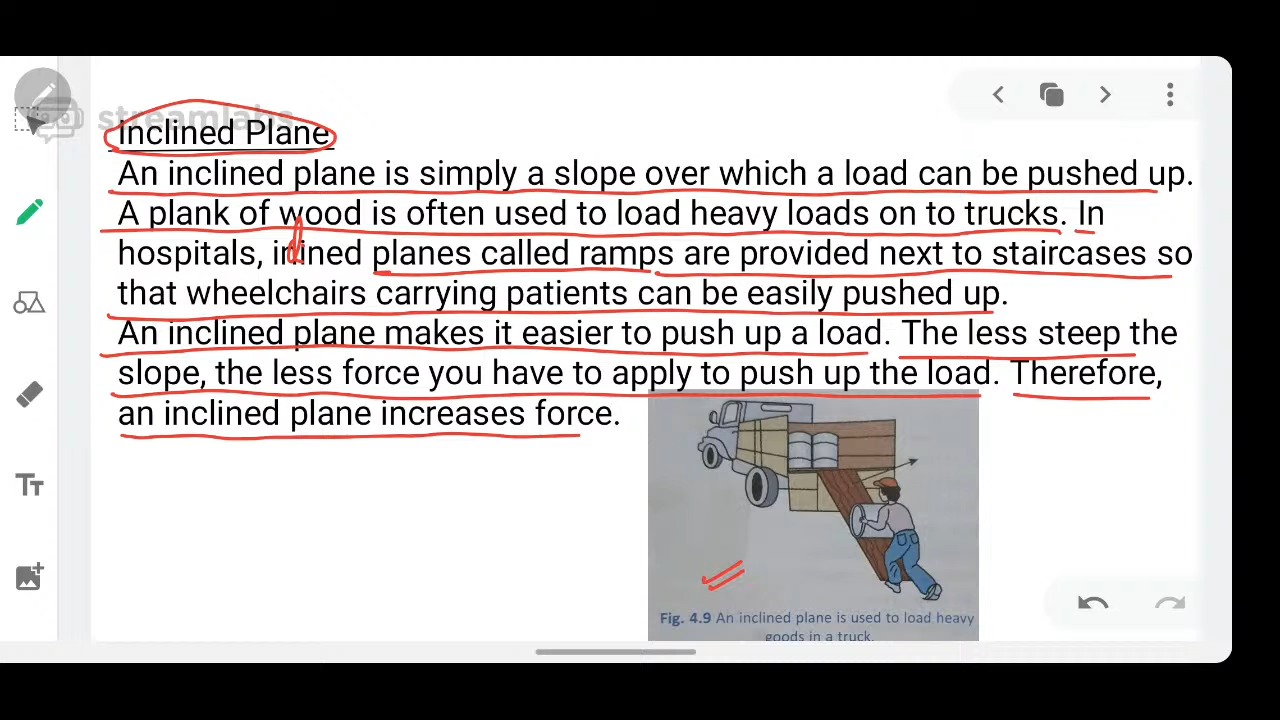 streamlabs
Inclined Plane
An inclined plane is simply a slope over which a load can be pushed up.
A plank of wood is often used to load heavy loads on to trucks. In
hospitals, inlined planes called ramps are provided next to staircases so
that wheelchairs carrying patients can be easily pushed up.
An inclined plane makes it easier to push up a load. The less steep the
slope, the less force you have to apply to push up the load. Therefore,
an inclined plane increases force.
Fig. 4.9 An inclined plane is used to load heavy
goods in a truck.
Tт